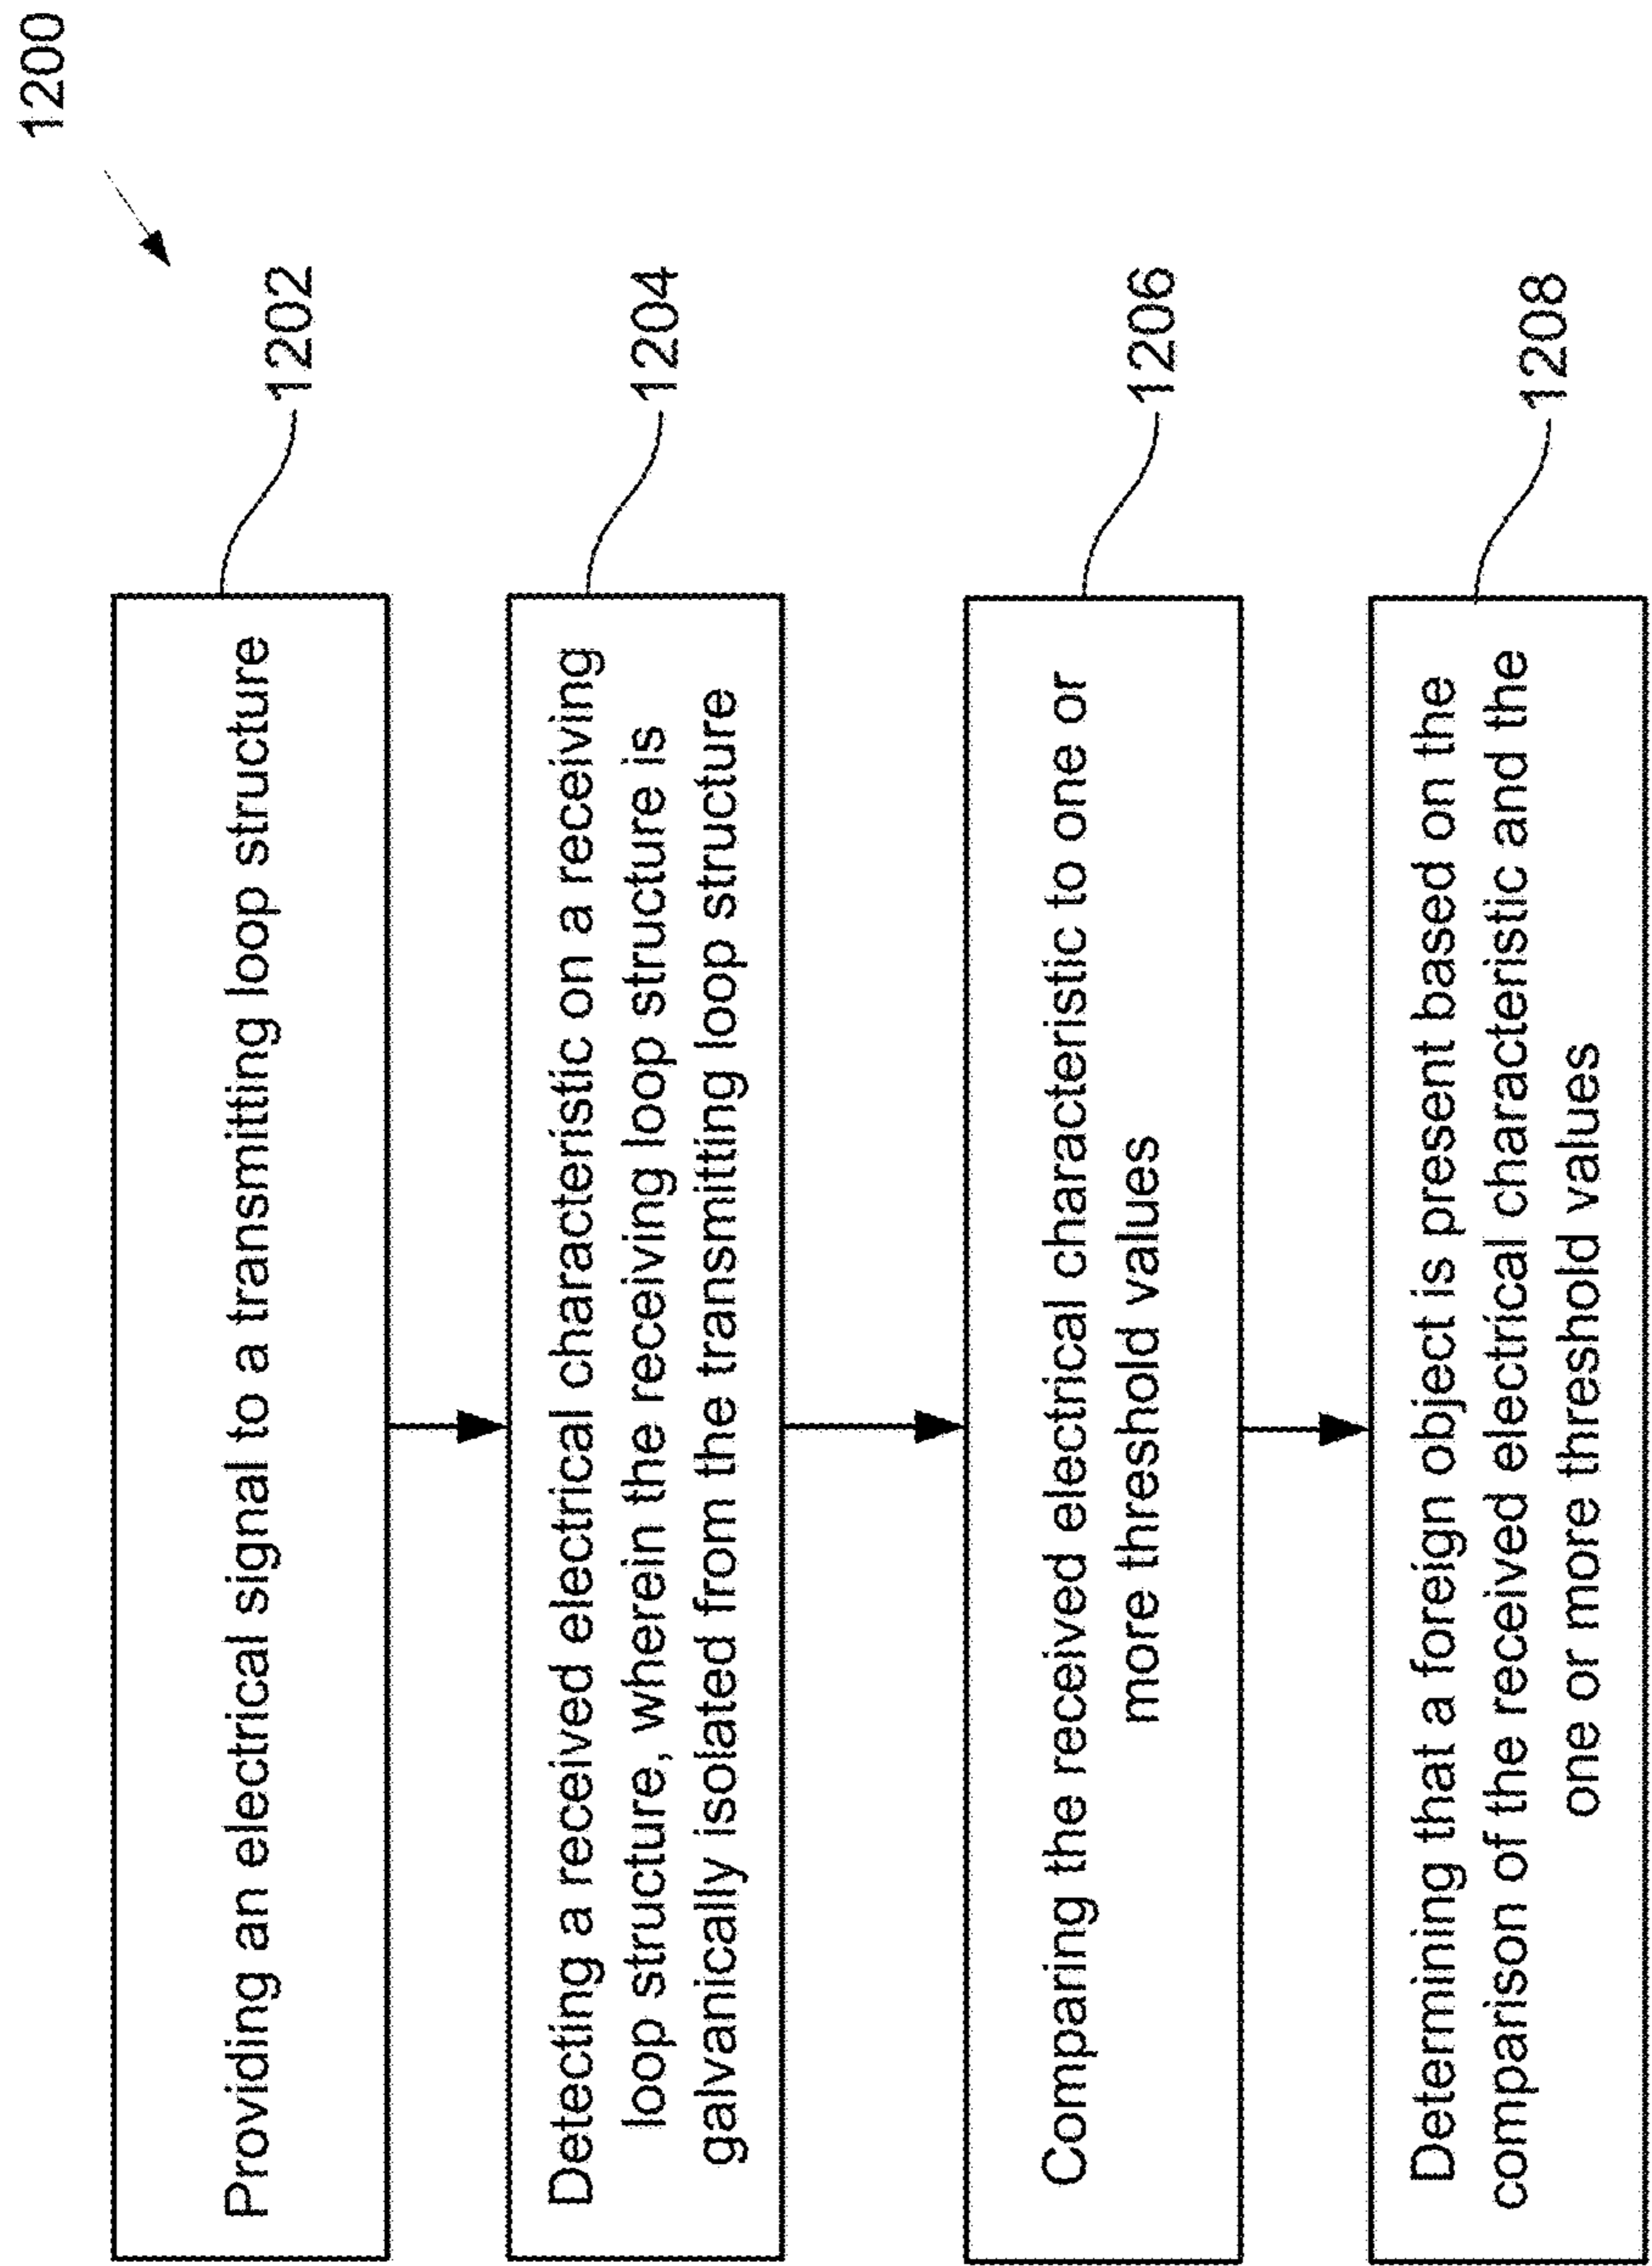 1200
Providing an electrical signal to a transmitting loop structure
1202
Detecting a received electrical characteristic on a receiving
loop structure, wherein the receiving loop structure is
galvanically isolated from the transmitting loop structure
1204
Comparing the received electrical characteristic to one or
more threshold values
1206
Determining that a foreign object is present based on the
comparison of the received electrical characteristic and the
one or more threshold values
1208